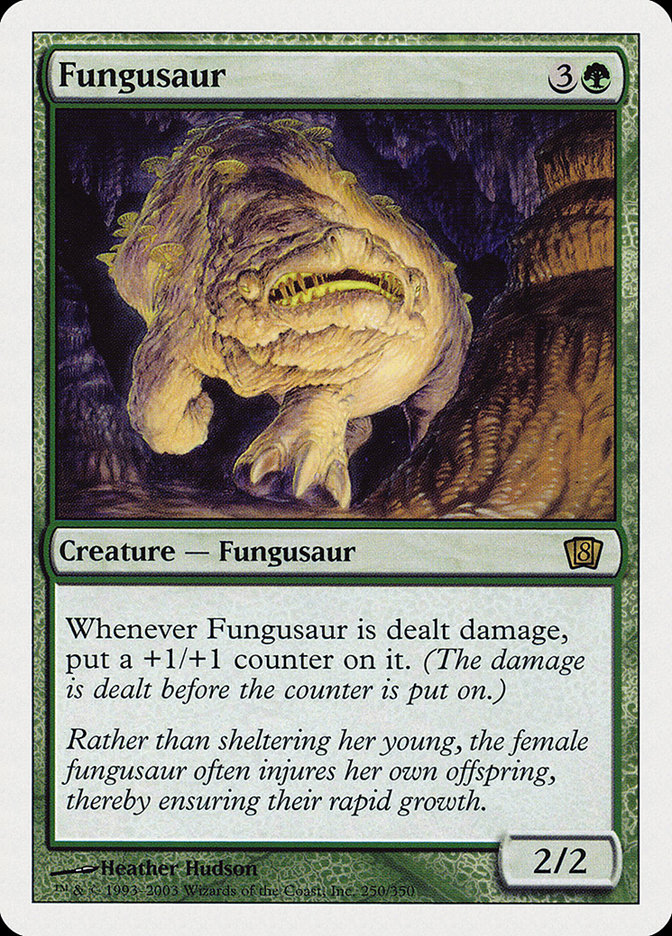 Fungusaur 3
Creature — Fungusaur 8
Whenever Fungusaur is dealt damage,
put a +1/+1 counter on it. (The damage
is dealt before the counter is put on.)
Rather than sheltering her young, the female
fungusaur often injures her own offspring,
thereby ensuring their rapid growth.
2/2
Heather Hudson
™ & © 1993–2003 Wizards of the Coast, Inc. 250/350